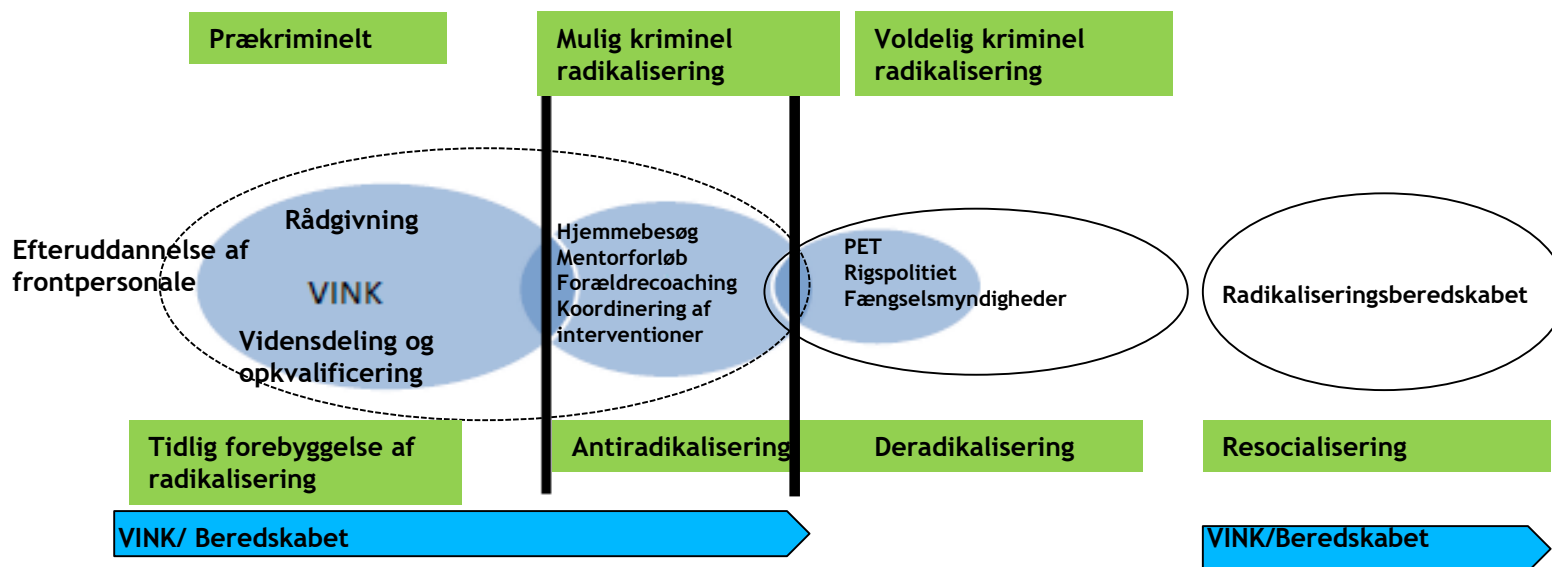 Prækriminelt
Mulig kriminel
radikalisering
Voldelig kriminel
radikalisering
Efteruddannelse af
frontpersonale
Rådgivning
VINK
Vidensdeling og
opkvalificering
Hjemmebesøg
Mentorforløb
Forældrecoaching
Koordinering af
interventioner
PET
Rigspolitiet
Fængselsmyndigheder
Radikaliseringsberedskabet
Tidlig forebyggelse af
radikalisering
Antiradikalisering
Deradikalisering
Resocialisering
VINK/ Beredskabet
VINK/Beredskabet